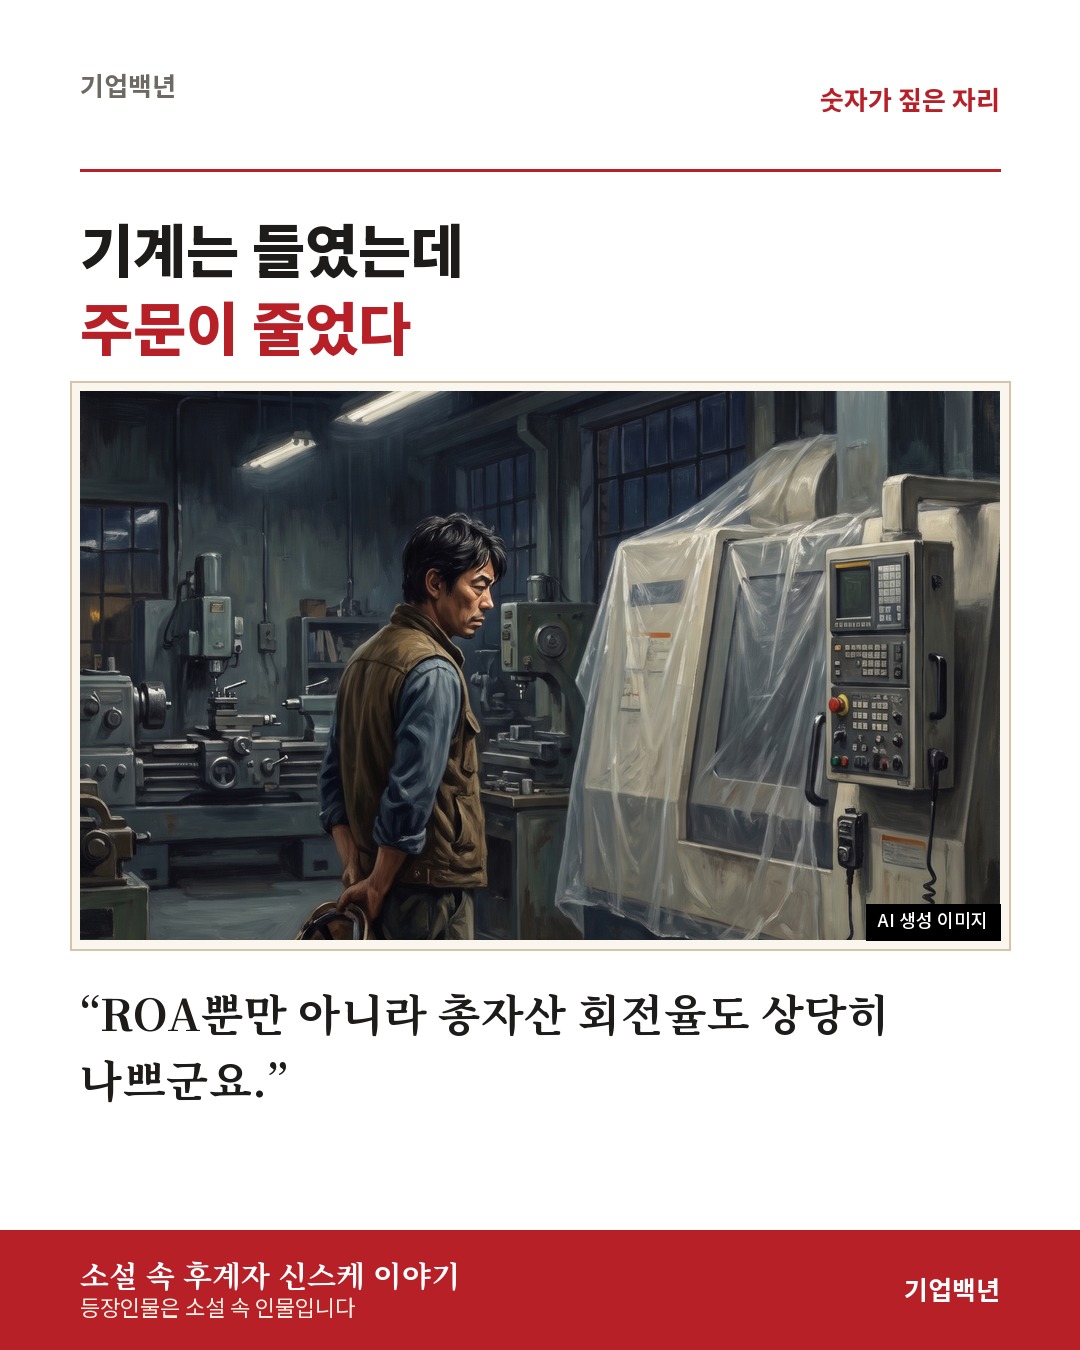 기업백년
숫자가 짚은 자리
기계는 들였는데
주문이 줄었다
AI 생성 이미지
“ROA뿐만 아니라 총자산 회전율도 상당히
나쁘군요.”
소설 속 후계자 신스케 이야기
등장인물은 소설 속 인물입니다
기업백년